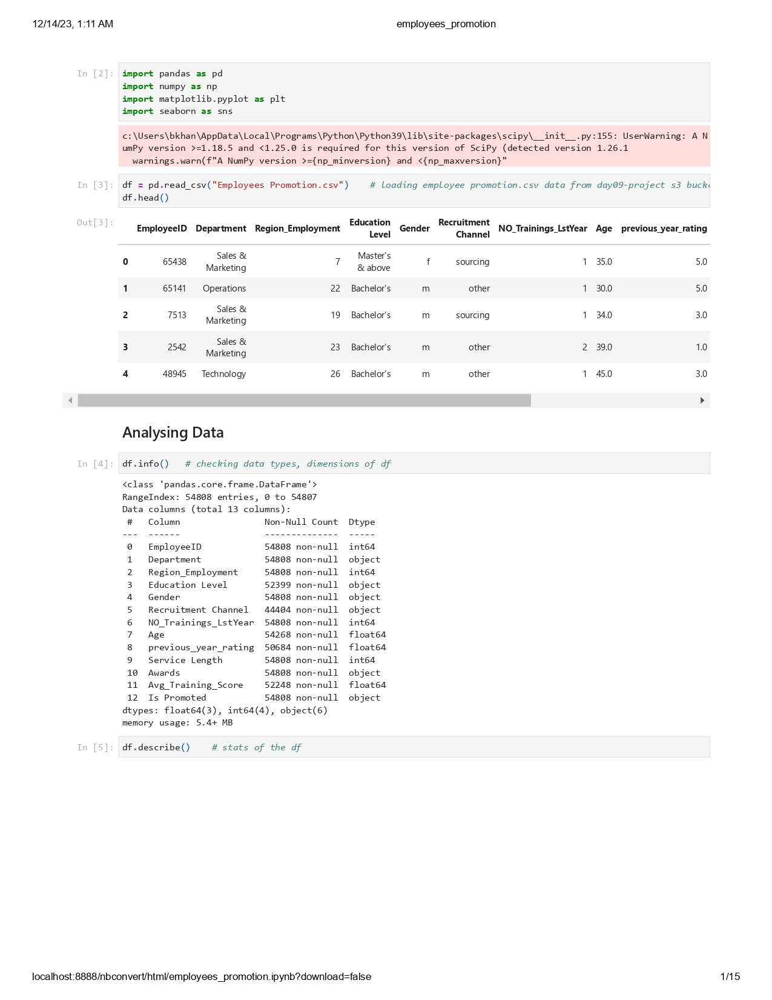 12/14/23, 1:11 AM employees_promotion
In [2]: import pandas as pd
import numpy as np
import matplotlib.pyplot as plt
import seaborn as sns
c:\Users\bkhan\AppData\Local\Programs\Python\Python39\lib\site-packages\scipy\__init__.py:155: UserWarning: A N
umPy version >=1.18.5 and <1.25.0 is required for this version of SciPy (detected version 1.26.1
  warnings.warn(f"A NumPy version >={np_minversion} and <{np_maxversion}"
In [3]: df = pd.read_csv("Employees Promotion.csv")    # loading employee promotion.csv data from day09-project s3 bucke
df.head()
Out[3]: EmployeeID Department Region_Employment Education Level Gender Recruitment Channel NO_Trainings_LstYear Age previous_year_rating
0 65438 Sales & Marketing 7 Master's & above f sourcing 1 35.0 5.0
1 65141 Operations 22 Bachelor's m other 1 30.0 5.0
2 7513 Sales & Marketing 19 Bachelor's m sourcing 1 34.0 3.0
3 2542 Sales & Marketing 23 Bachelor's m other 2 39.0 1.0
4 48945 Technology 26 Bachelor's m other 1 45.0 3.0
Analysing Data
In [4]: df.info()   # checking data types, dimensions of df
<class 'pandas.core.frame.DataFrame'>
RangeIndex: 54808 entries, 0 to 54807
Data columns (total 13 columns):
 #   Column                Non-Null Count  Dtype
---  ------                --------------  -----
 0   EmployeeID            54808 non-null  int64
 1   Department            54808 non-null  object
 2   Region_Employment     54808 non-null  int64
 3   Education Level       52399 non-null  object
 4   Gender                54808 non-null  object
 5   Recruitment Channel   44404 non-null  object
 6   NO_Trainings_LstYear  54808 non-null  int64
 7   Age                   54268 non-null  float64
 8   previous_year_rating  50684 non-null  float64
 9   Service Length        54808 non-null  int64
 10  Awards                54808 non-null  object
 11  Avg_Training_Score    52248 non-null  float64
 12  Is Promoted           54808 non-null  object
dtypes: float64(3), int64(4), object(6)
memory usage: 5.4+ MB
In [5]: df.describe()    # stats of the df
localhost:8888/nbconvert/html/employees_promotion.ipynb?download=false 1/15